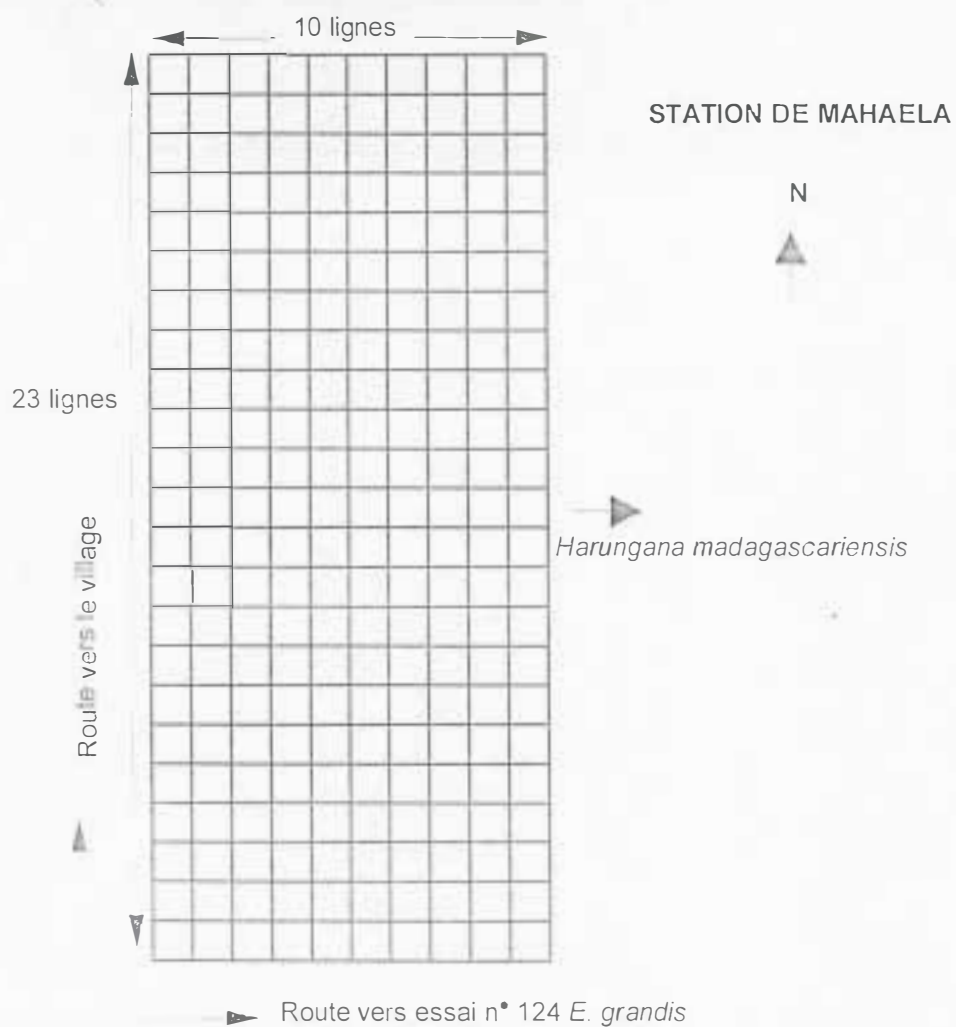 10 lignes
STATION DE MAHAELA
N
23 lignes
Harungana madagascariensis
Route vers le village
Route vers essai n° 124 E. grandis